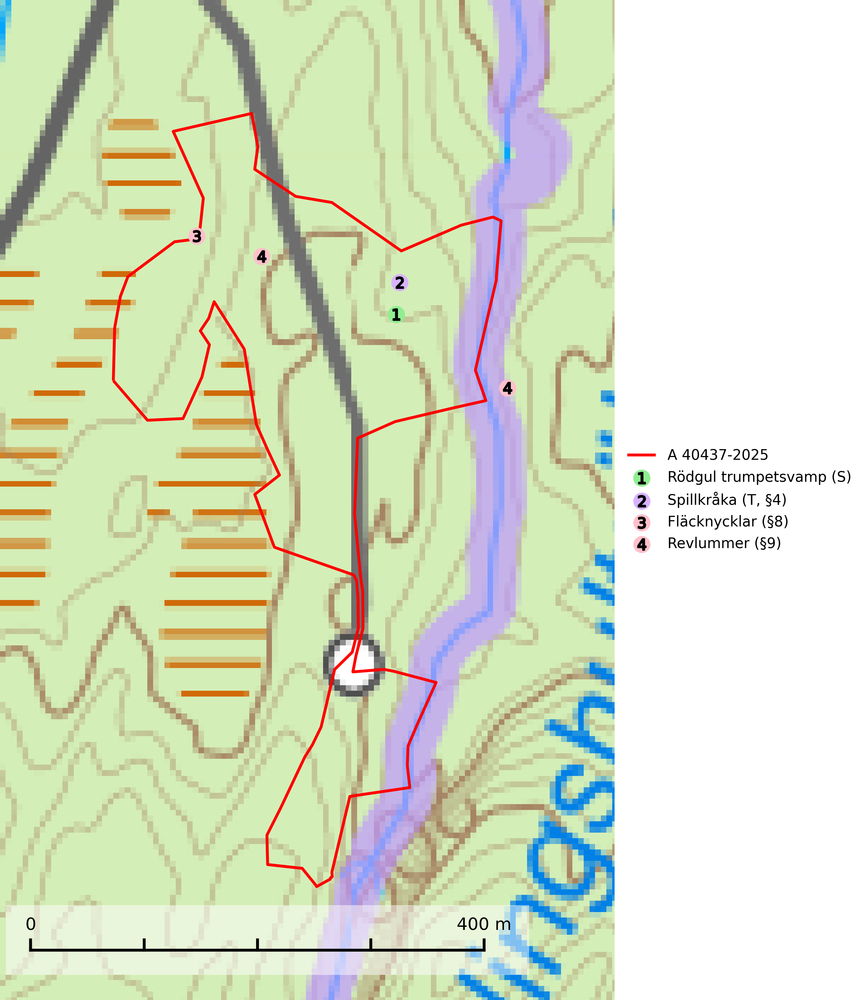 3
4
2
1
4
0 400 m
A 40437-2025
1 Rödgul trumpetsvamp (S)
2 Spillkråka (T, §4)
3 Fläcknycklar (§8)
4 Revlummer (§9)